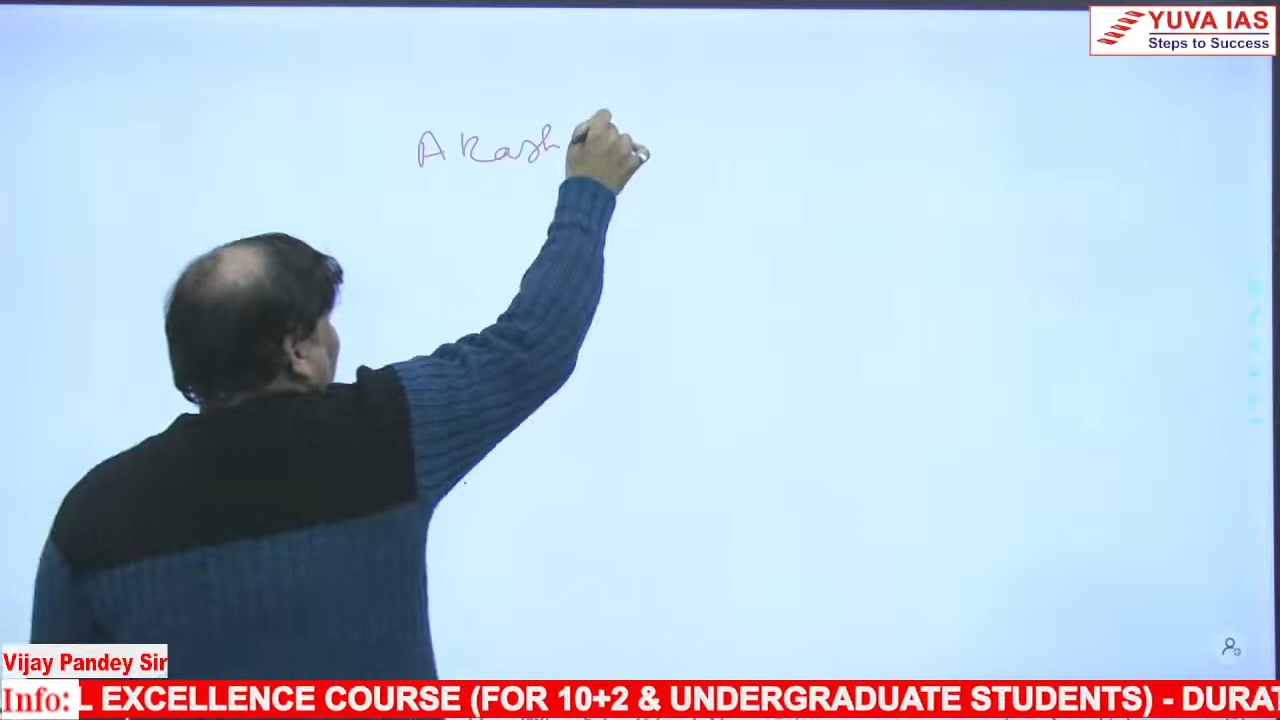 YUVA IAS
Steps to Success
Akash
Vijay Pandey Sir
Info: L EXCELLENCE COURSE (FOR 10+2 & UNDERGRADUATE STUDENTS) - DURAT